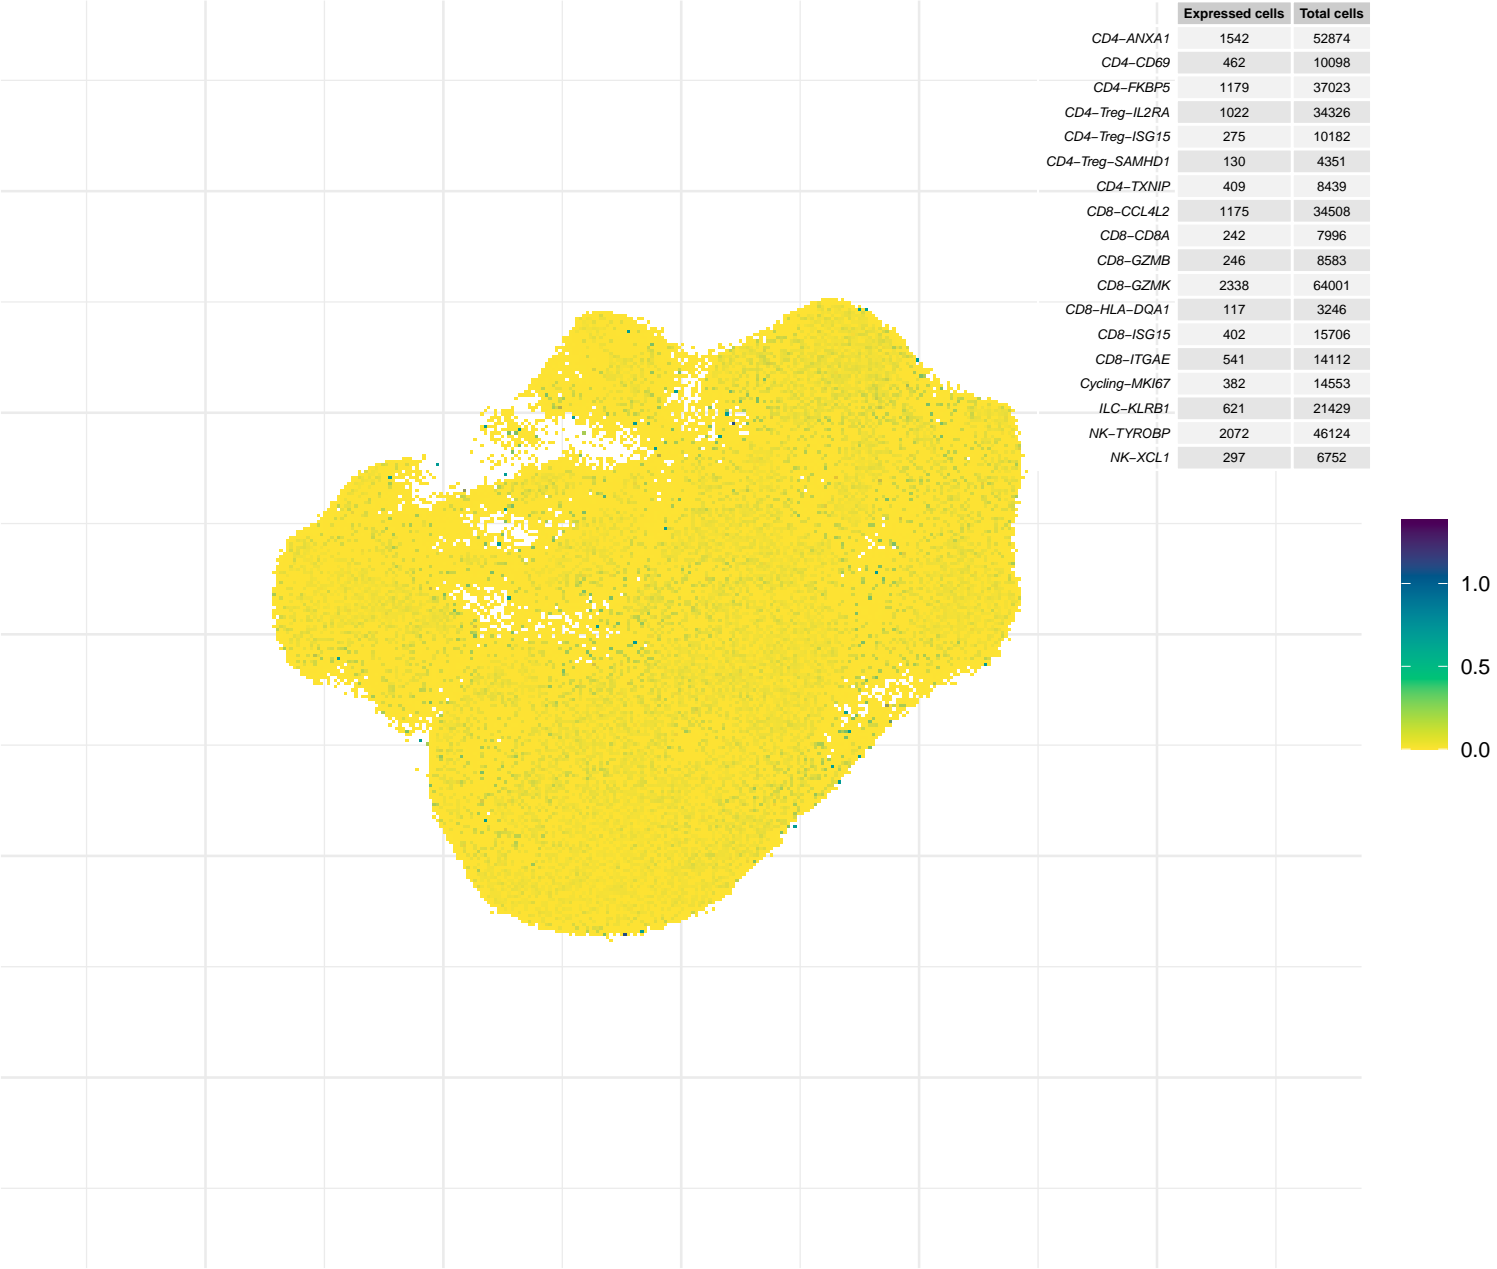 Expressed cells Total cells
CD4−ANXA1 1542 52874
CD4−CD69 462 10098
CD4−FKBP5 1179 37023
CD4−Treg−IL2RA 1022 34326
CD4−Treg−ISG15 275 10182
CD4−Treg−SAMHD1 130 4351
CD4−TXNIP 409 8439
CD8−CCL4L2 1175 34508
CD8−CD8A 242 7996
CD8−GZMB 246 8583
CD8−GZMK 2338 64001
CD8−HLA−DQA1 117 3246
CD8−ISG15 402 15706
CD8−ITGAE 541 14112
Cycling−MKI67 382 14553
ILC−KLRB1 621 21429
NK−TYROBP 2072 46124
NK−XCL1 297 6752
1.0
0.5
0.0